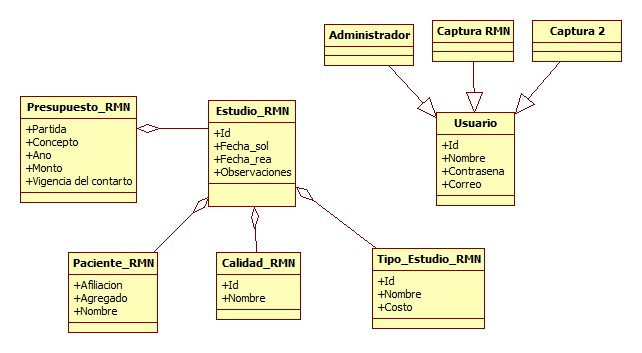 Administrador
Captura RMN
Captura 2
Presupuesto_RMN
+Partida
+Concepto
+Ano
+Monto
+Vigencia del contarto
Estudio_RMN
+Id
+Fecha_sol
+Fecha_rea
+Observaciones
Usuario
+Id
+Nombre
+Contrasena
+Correo
Paciente_RMN
+Afiliacion
+Agregado
+Nombre
Calidad_RMN
+Id
+Nombre
Tipo_Estudio_RMN
+Id
+Nombre
+Costo